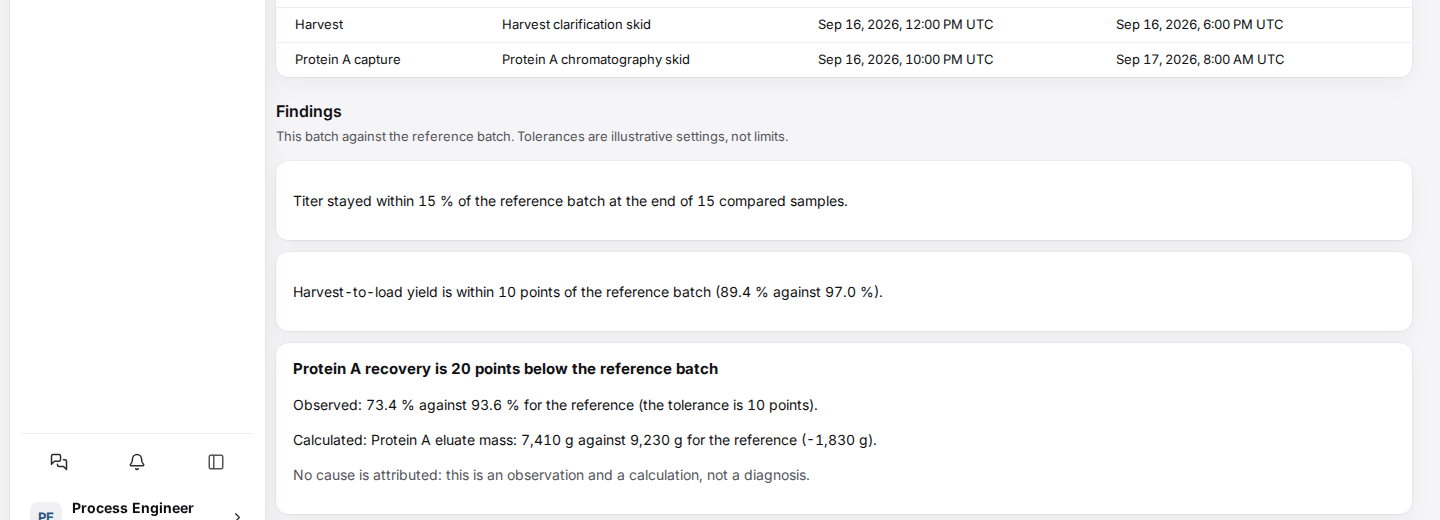 Harvest Harvest clarification skid Sep 16, 2026, 12:00 PM UTC Sep 16, 2026, 6:00 PM UTC
Protein A capture Protein A chromatography skid Sep 16, 2026, 10:00 PM UTC Sep 17, 2026, 8:00 AM UTC
Findings
This batch against the reference batch. Tolerances are illustrative settings, not limits.
Titer stayed within 15 % of the reference batch at the end of 15 compared samples.
Harvest-to-load yield is within 10 points of the reference batch (89.4 % against 97.0 %).
Protein A recovery is 20 points below the reference batch
Observed: 73.4 % against 93.6 % for the reference (the tolerance is 10 points).
Calculated: Protein A eluate mass: 7,410 g against 9,230 g for the reference (-1,830 g).
No cause is attributed: this is an observation and a calculation, not a diagnosis.
PE Process Engineer